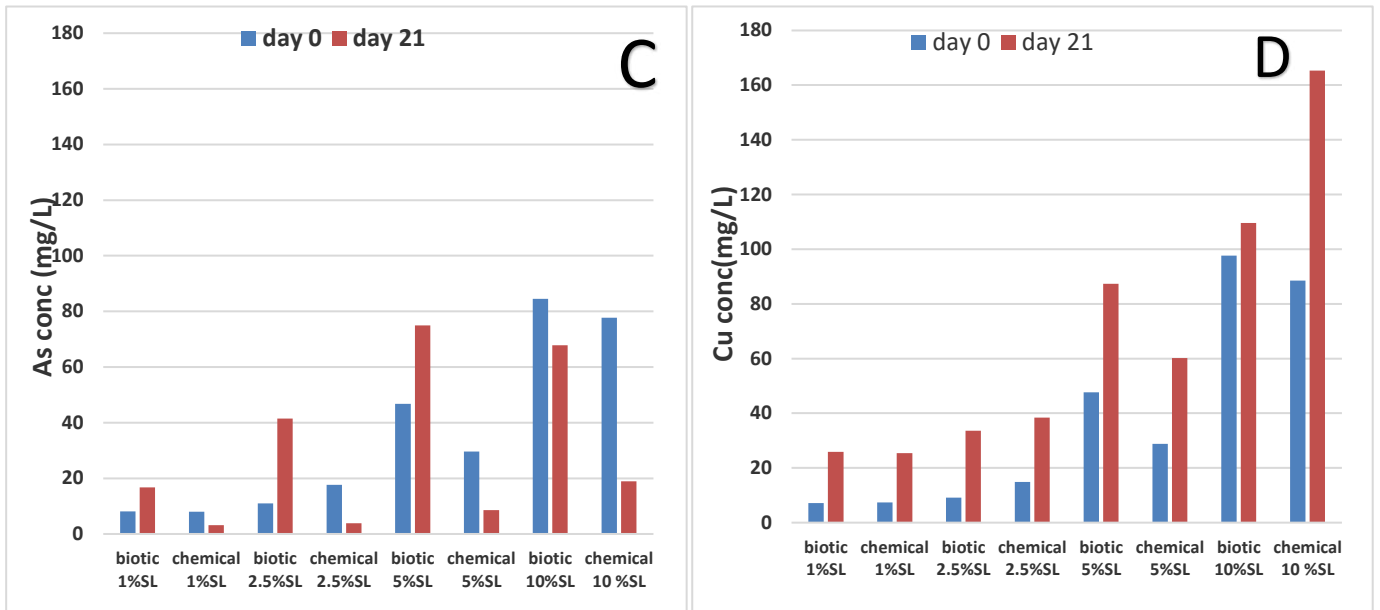 day 0 day 21
C
As conc (mg/L)
180
160
140
120
100
80
60
40
20
0
biotic chemical biotic chemical biotic chemical biotic chemical
1%SL 1%SL 2.5%SL 2.5%SL 5%SL 5%SL 10%SL 10 %SL
day 0 day 21
D
Cu conc(mg/L)
180
160
140
120
100
80
60
40
20
0
biotic chemical biotic chemical biotic chemical biotic chemical
1%SL 1%SL 2.5%SL 2.5%SL 5%SL 5%SL 10%SL 10 %SL